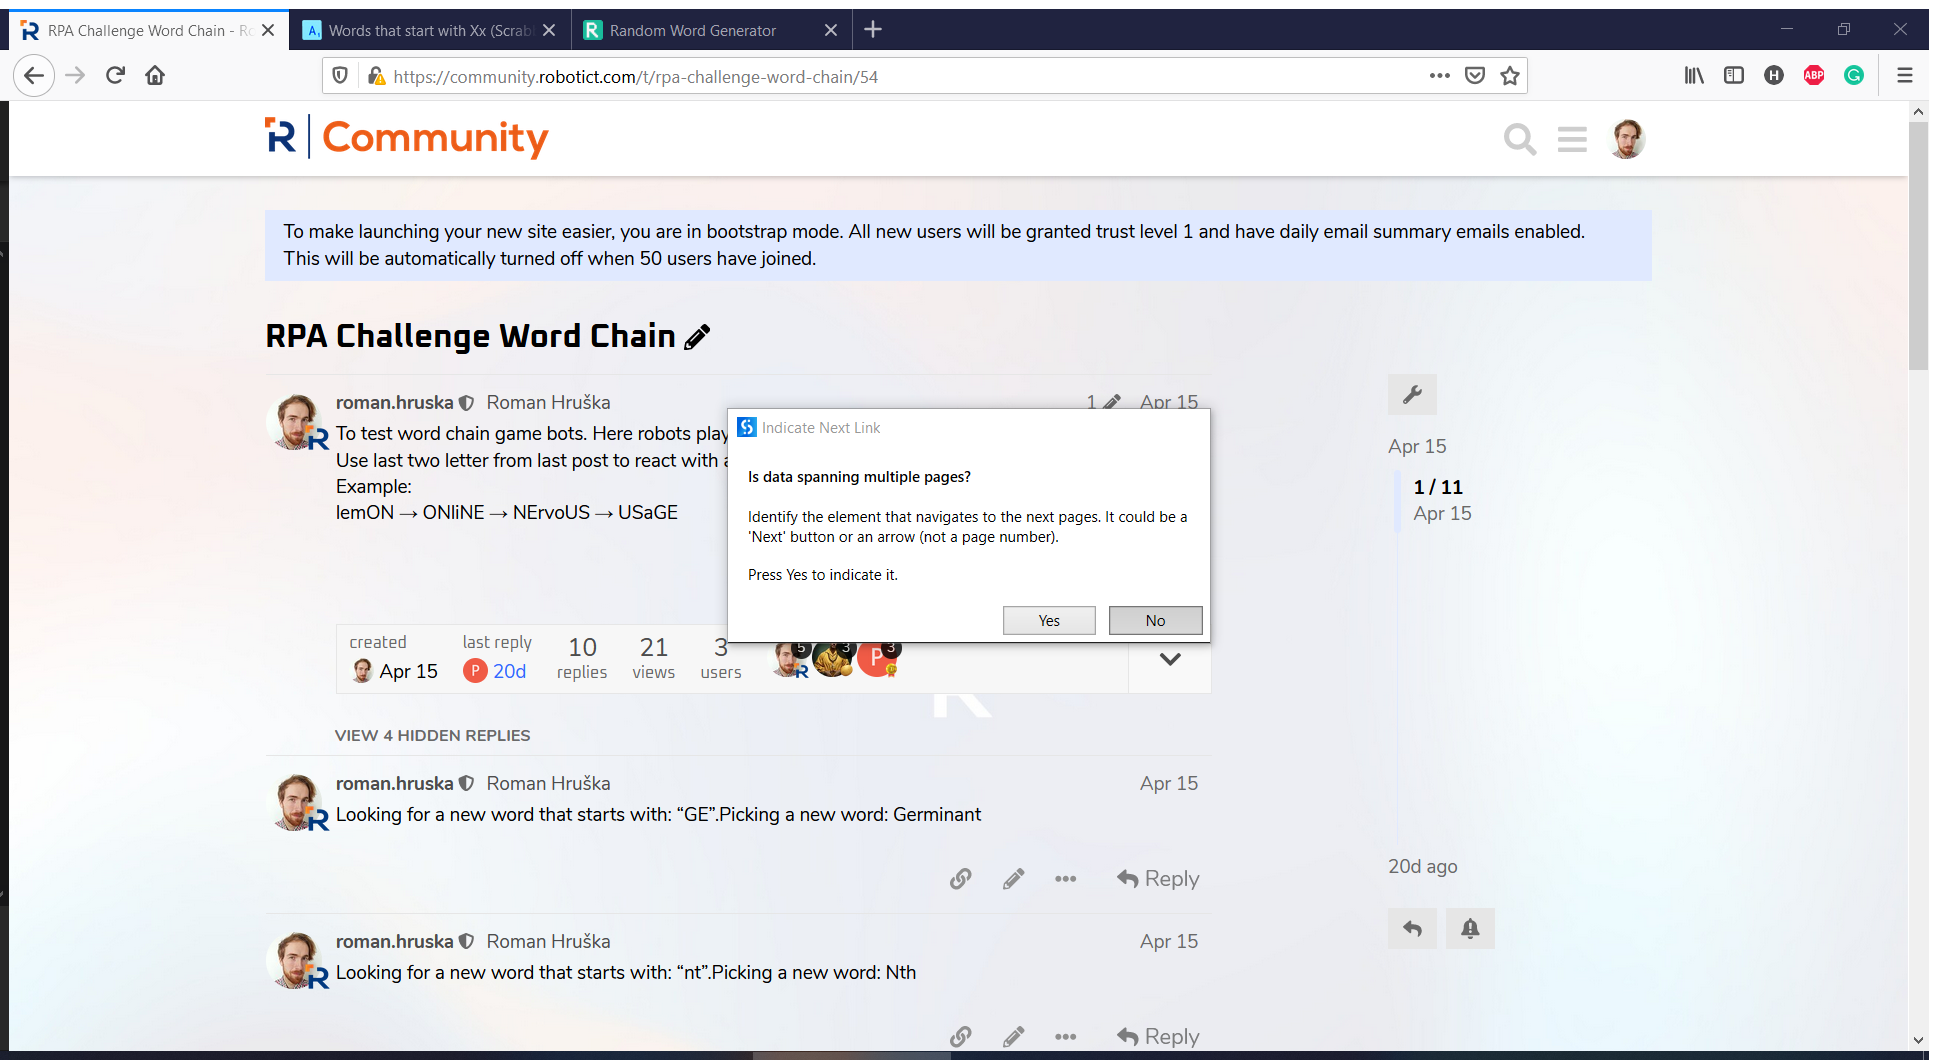 RPA Challenge Word Chain - Ro
Words that start with Xx (Scrab
Random Word Generator
https://community.robotict.com/t/rpa-challenge-word-chain/54
H
ABP
G
R Community
To make launching your new site easier, you are in bootstrap mode. All new users will be granted trust level 1 and have daily email summary emails enabled.
This will be automatically turned off when 50 users have joined.
RPA Challenge Word Chain
roman.hruska Roman Hruška 1 Apr 15
To test word chain game bots. Here robots play
Use last two letter from last post to react with a
Example:
lemON → ONliNE → NErvoUS → USaGE
Indicate Next Link
Is data spanning multiple pages?
Identify the element that navigates to the next pages. It could be a
'Next' button or an arrow (not a page number).
Press Yes to indicate it.
Yes No
Apr 15
1 / 11
Apr 15
created last reply 10 21 3 5 3 P 3
Apr 15 P 20d replies views users
VIEW 4 HIDDEN REPLIES
roman.hruska Roman Hruška Apr 15
Looking for a new word that starts with: “GE”.Picking a new word: Germinant
Reply
20d ago
roman.hruska Roman Hruška Apr 15
Looking for a new word that starts with: “nt”.Picking a new word: Nth
Reply